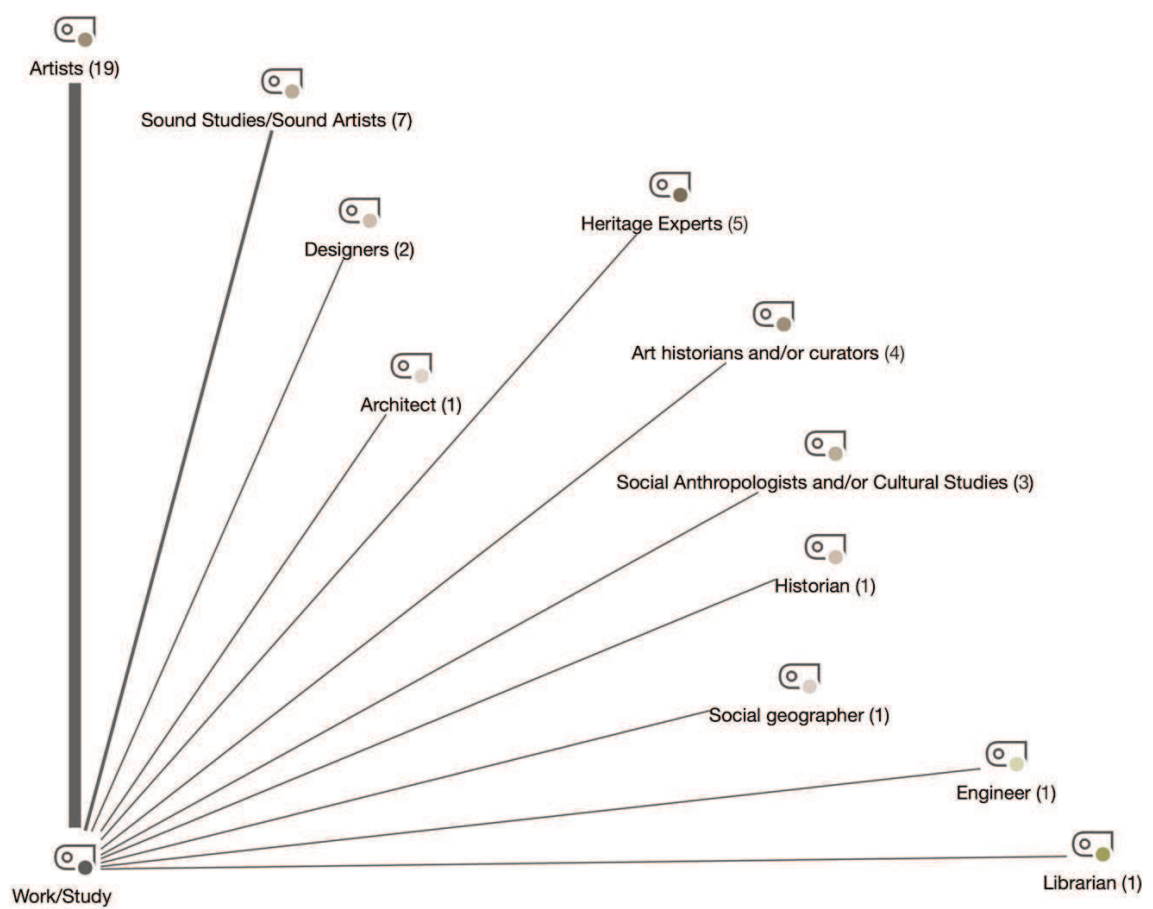 Artists (19)
Sound Studies/Sound Artists (7)
Heritage Experts (5)
Designers (2)
Art historians and/or curators (4)
Architect (1)
Social Anthropologists and/or Cultural Studies (3)
Historian (1)
Social geographer (1)
Engineer (1)
Librarian (1)
Work/Study